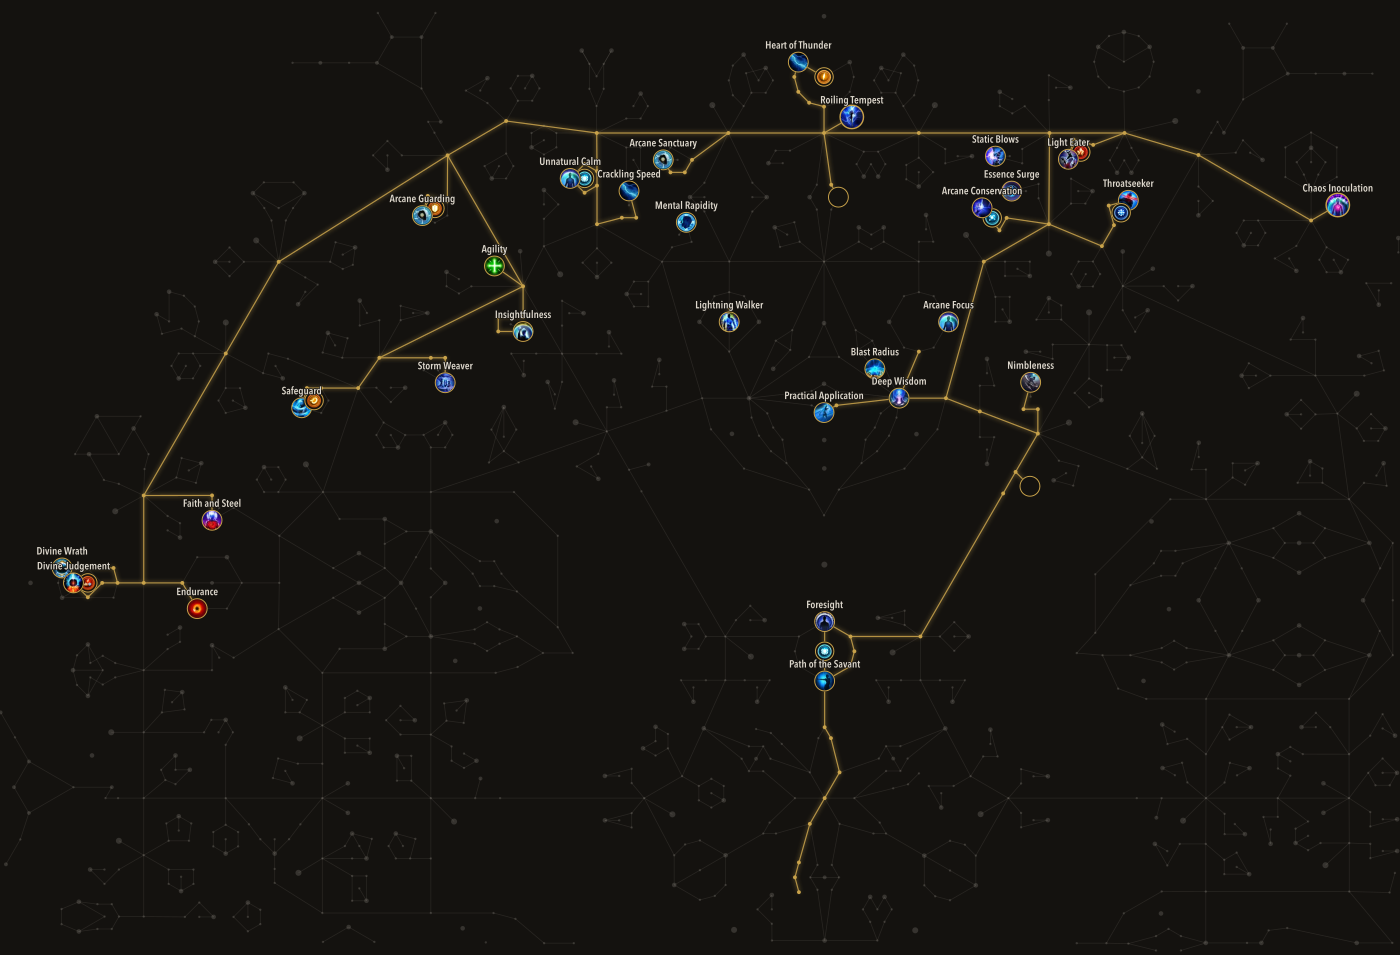 Heart of Thunder
Roiling Tempest
Static Blows
Light Eater
Arcane Sanctuary
Unnatural Calm
Crackling Speed
Essence Surge
Throatseeker
Chaos Inoculation
Arcane Conservation
Arcane Guarding
Mental Rapidity
Agility
Insightfulness
Lightning Walker
Arcane Focus
Blast Radius
Storm Weaver
Nimbleness
Deep Wisdom
Safeguard
Practical Application
Faith and Steel
Divine Wrath
Divine Judgement
Endurance
Foresight
Path of the Savant